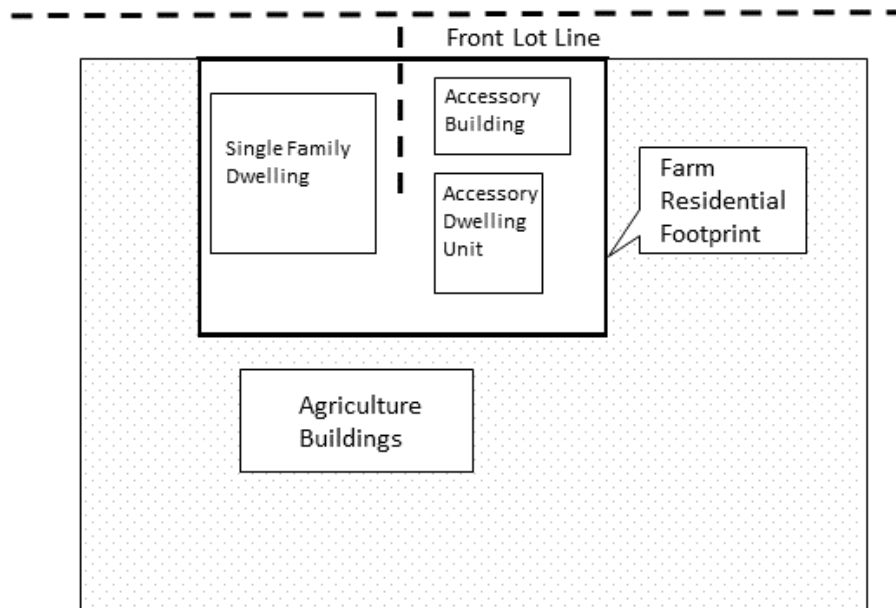 Front Lot Line
Single Family
Dwelling
Accessory
Building
Accessory
Dwelling
Unit
Farm
Residential
Footprint
Agriculture
Buildings